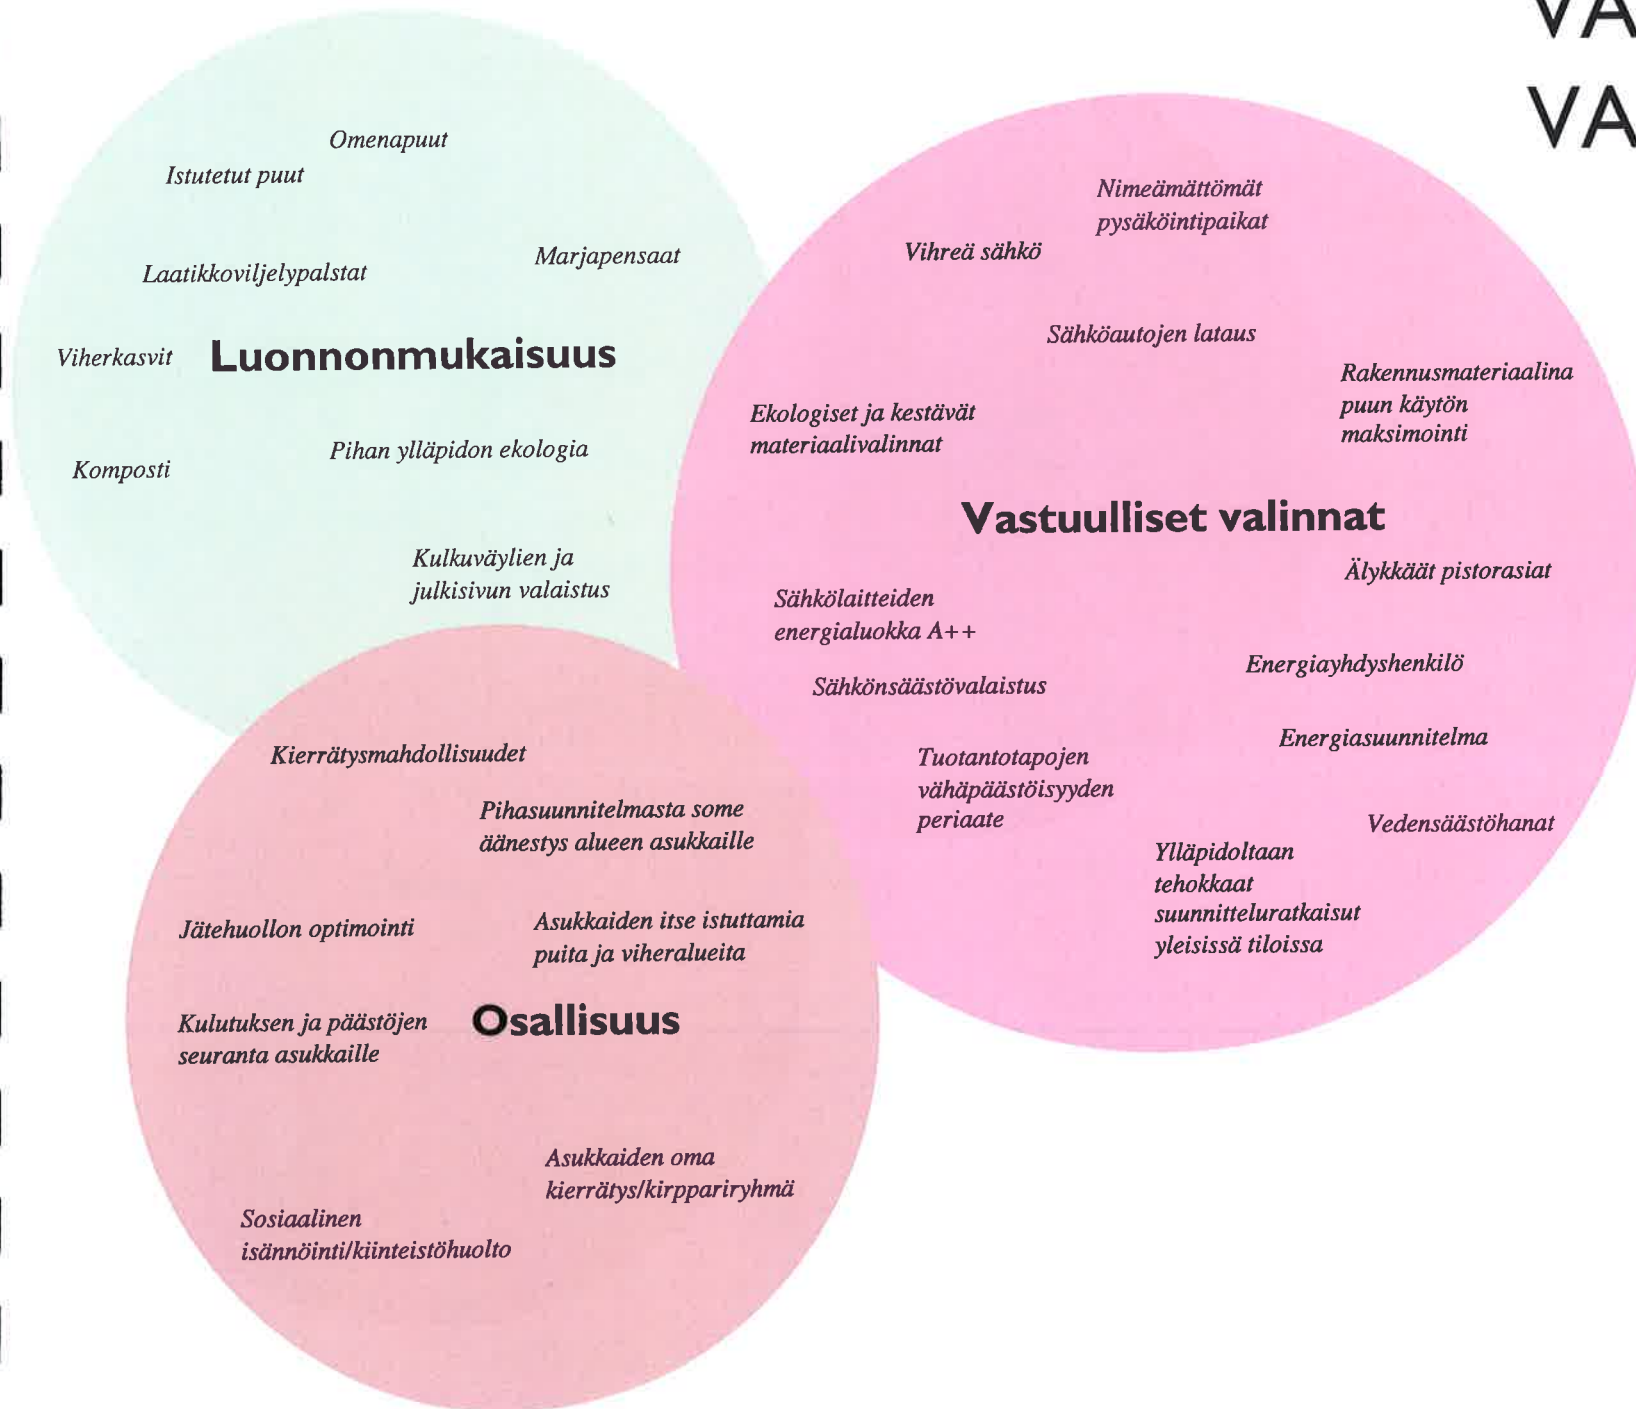 VA
VA
Omenapuut
Istutetut puut
Marjapensaat
Laatikkoviljelypalstat
Viherkasvit
Luonnonmukaisuus
Pihan ylläpidon ekologia
Komposti
Kulkuväylien ja
julkisivun valaistus
Nimeämättömät
pysäköintipaikat
Vihreä sähkö
Sähköautojen lataus
Rakennusmateriaalina
puun käytön
maksimointi
Ekologiset ja kestävät
materiaalivalinnat
Vastuulliset valinnat
Älykkäät pistorasiat
Sähkölaitteiden
energialuokka A++
Energiayhdyshenkilö
Sähkönsäästövalaistus
Energiasuunnitelma
Tuotantotapojen
vähäpäästöisyyden
periaate
Vedensäästöhanat
Ylläpidoltaan
tehokkaat
suunnitteluratkaisut
yleisissä tiloissa
Kierrätysmahdollisuudet
Pihasuunnitelmasta some
äänestys alueen asukkaille
Jätehuollon optimointi
Asukkaiden itse istuttamia
puita ja viheralueita
Kulutuksen ja päästöjen
seuranta asukkaille
Osallisuus
Asukkaiden oma
kierrätys/kirppariryhmä
Sosiaalinen
isännöinti/kiinteistöhuolto